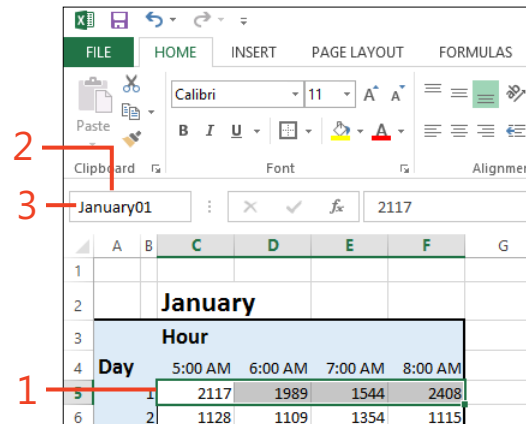 FILE HOME INSERT PAGE LAYOUT FORMULAS
Calibri 11 A A
Paste B I U A
Clipboard Font Alignmen
2
3 January01 fx 2117
A B C D E F G
1
2 January
3 Hour
4 Day 5:00 AM 6:00 AM 7:00 AM 8:00 AM
1 5 1 2117 1989 1544 2408
6 2 1128 1109 1354 1115